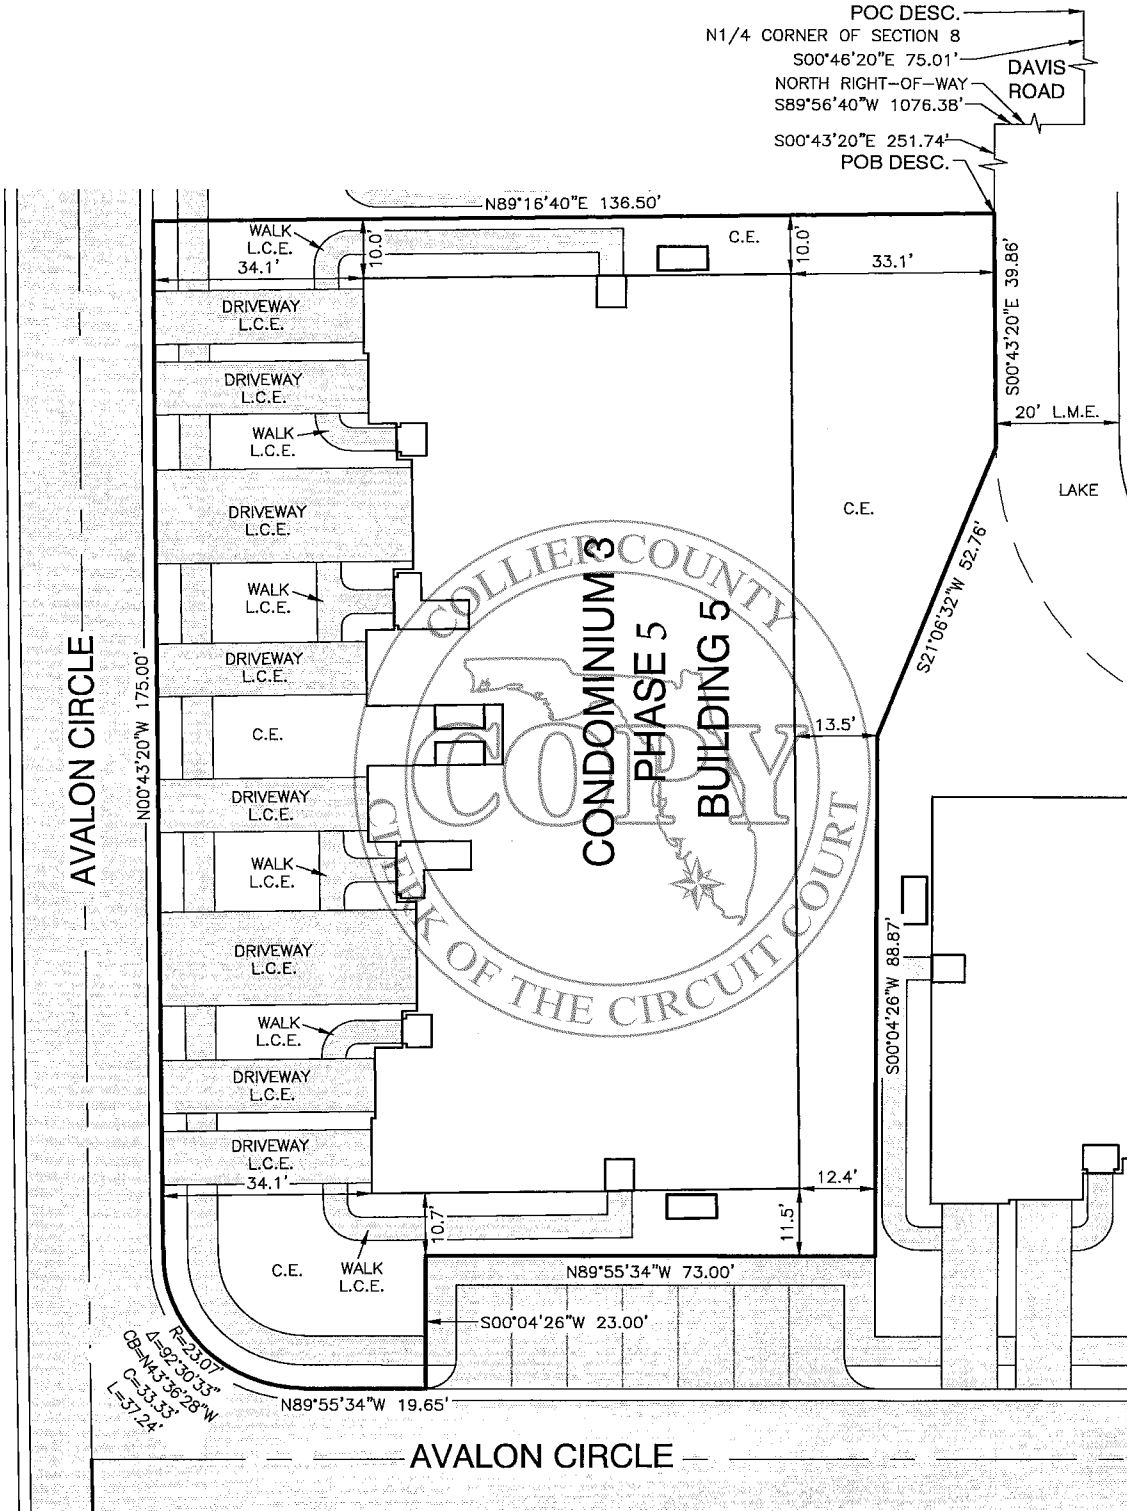 POC DESC.
N1/4 CORNER OF SECTION 8
S00°46'20"E 75.01'
DAVIS
ROAD
NORTH RIGHT-OF-WAY
S89°56'40"W 1076.38'
S00°43'20"E 251.74'
POB DESC.
N89°16'40"E 136.50'
WALK
L.C.E.
34.1'
10.0'
C.E.
10.0'
33.1'
S00°43'20"E 39.86'
DRIVEWAY
L.C.E.
DRIVEWAY
L.C.E.
20' L.M.E.
WALK
L.C.E.
LAKE
DRIVEWAY
L.C.E.
C.E.
S21°06'32"W 52.76'
WALK
L.C.E.
DRIVEWAY
L.C.E.
AVALON CIRCLE
N00°43'20"W 175.00'
C.E.
CONDOMINIUM 3
PHASE 5
BUILDING 5
COLLIER COUNTY
COPY
CLERK OF THE CIRCUIT COURT
13.5'
DRIVEWAY
L.C.E.
WALK
L.C.E.
DRIVEWAY
L.C.E.
S00°04'26"W 88.87'
WALK
L.C.E.
DRIVEWAY
L.C.E.
DRIVEWAY
L.C.E.
34.1'
12.4'
10.7'
11.5'
C.E.
WALK
L.C.E.
N89°55'34"W 73.00'
S00°04'26"W 23.00'
R=23.07'
Δ=92°30'33"
CB=N43°36'28"W
C=33.33'
L=37.24'
N89°55'34"W 19.65'
AVALON CIRCLE